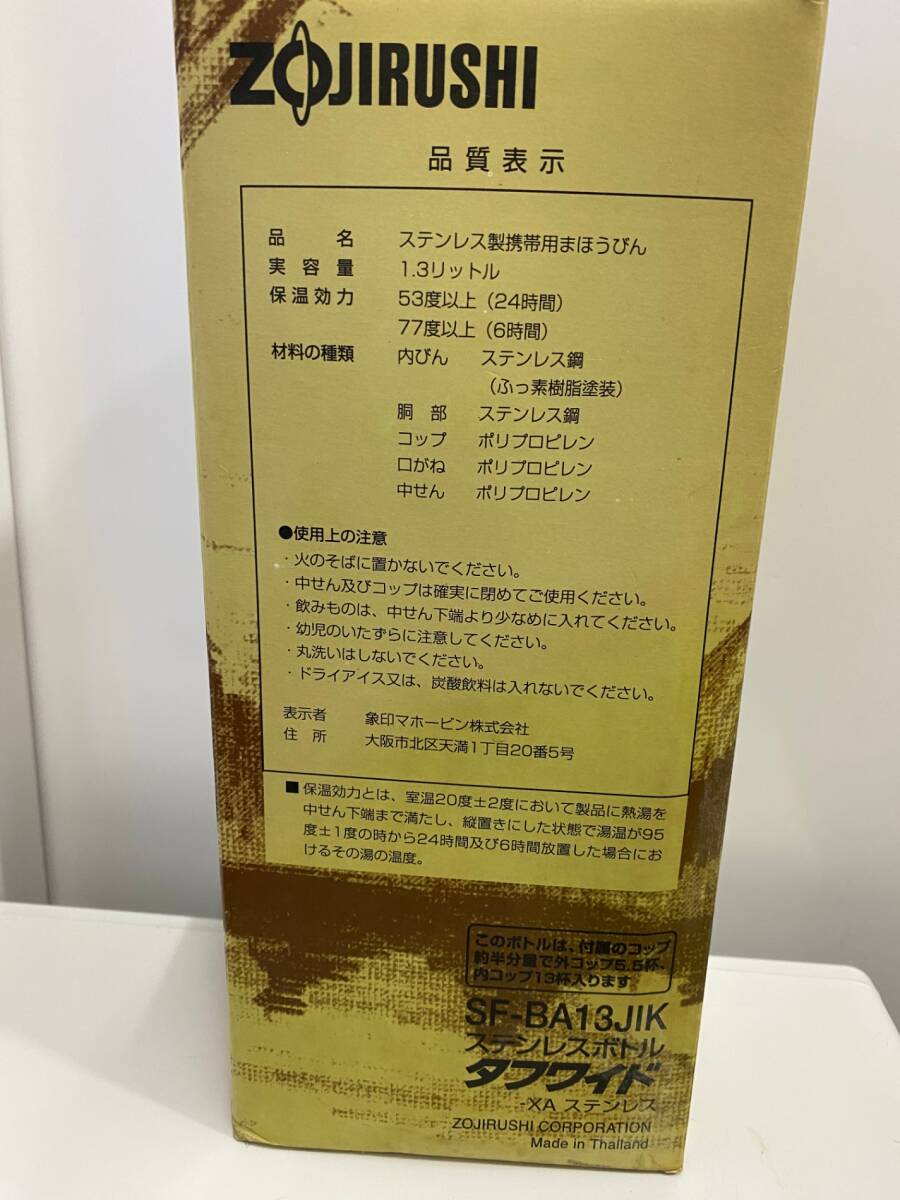 ZOJIRUSHI
品質表示
品名 ステンレス製携帯用まほうびん
実容量 1.3リットル
保温効力 53度以上(24時間)
77度以上(6時間)
材料の種類 内びん ステンレス鋼
(ふっ素樹脂塗装)
胴部 ステンレス鋼
コップ ポリプロピレン
口がね ポリプロピレン
中せん ポリプロピレン
●使用上の注意
・火のそばに置かないでください。
・中せん及びコップは確実に閉めてご使用ください。
・飲みものは、中せん下端より少なめに入れてください。
・幼児のいたずらに注意してください。
・丸洗いはしないでください。
・ドライアイス又は、炭酸飲料は入れないでください。
表示者 象印マホービン株式会社
住所 大阪市北区天満1丁目20番5号
■保温効力とは、室温20度±2度において製品に熱湯を
中せん下端まで満たし、縦置きにした状態で湯温が95
度±1度の時から24時間及び6時間放置した場合にお
けるその湯の温度。
このボトルは、付属のコップ
約半分量で外コップ5.5杯、
内コップ13杯入ります
SF-BA13JIK
ステンレスボトル
タフワイド
-XA ステンレス
ZOJIRUSHI CORPORATION
Made in Thailand